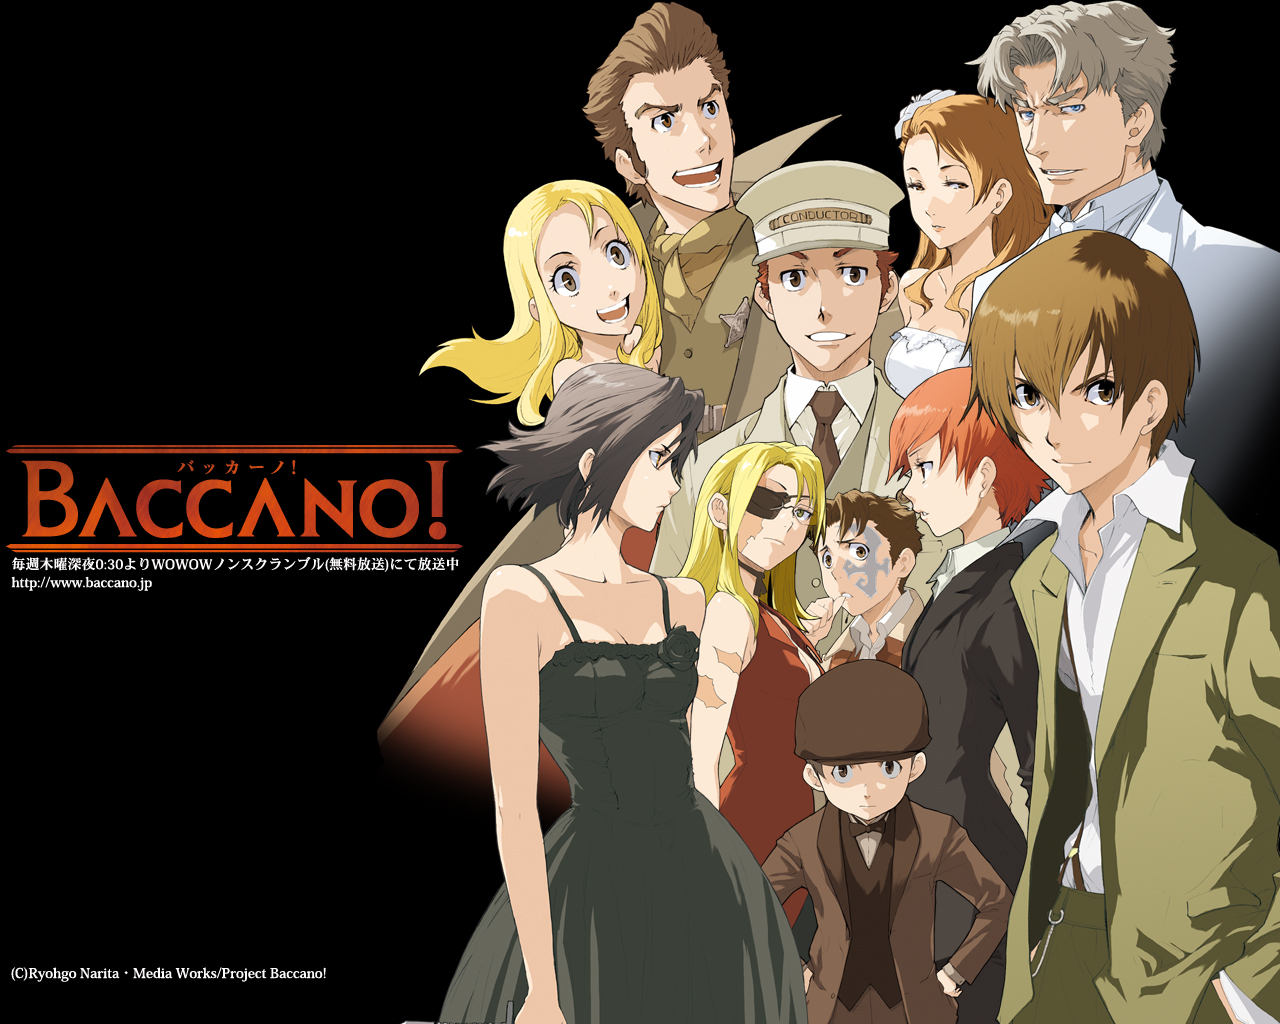 CONDUCTOR
バッカーノ!
BACCANO!
毎週木曜深夜0:30よりWOWOWノンスクランブル(無料放送)にて放送中
http://www.baccano.jp
(C)Ryohgo Narita・Media Works/Project Baccano!